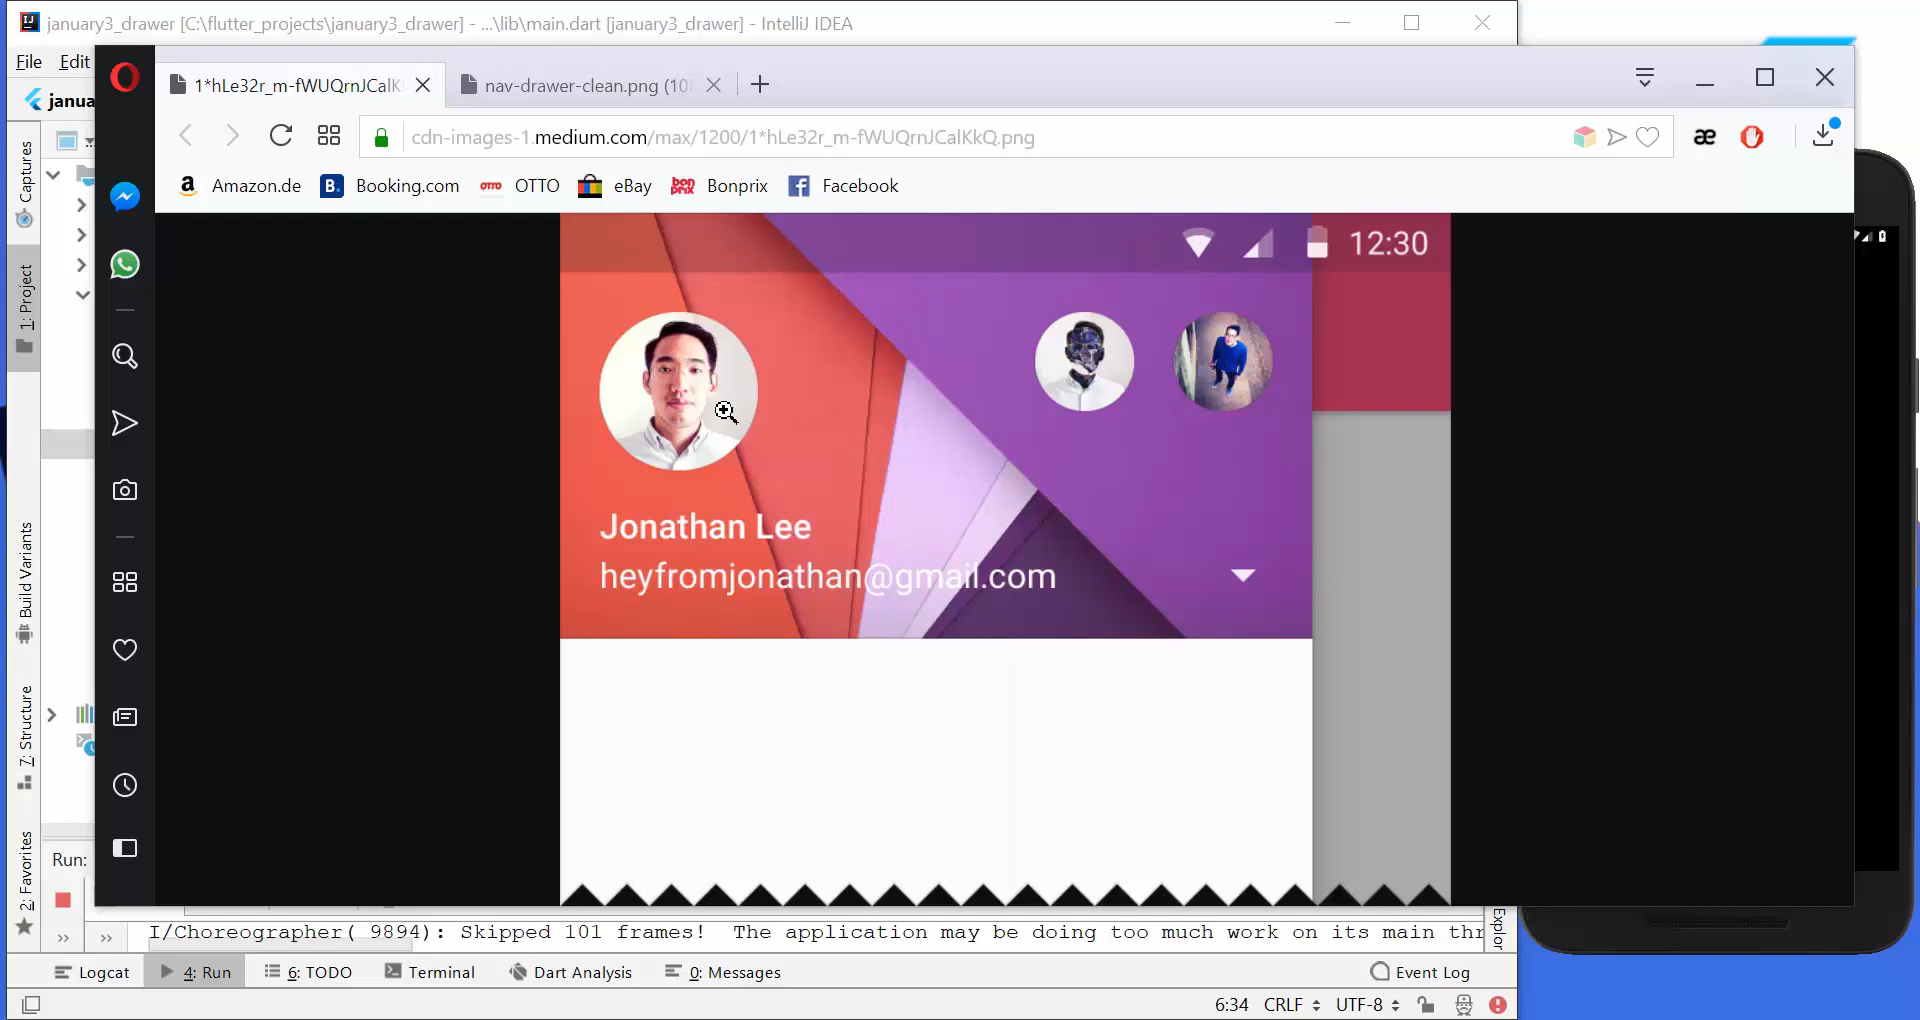 january3_drawer [C:\flutter_projects\january3_drawer] - ...\lib\main.dart [january3_drawer] - IntelliJ IDEA
File Edit
janua
1*hLe32r_m-fWUQrnJCalK
nav-drawer-clean.png (10
cdn-images-1.medium.com/max/1200/1*hLe32r_m-fWUQrnJCalKkQ.png
Amazon.de
B. Booking.com
OTTO OTTO
eBay
bon prix Bonprix
Facebook
Captures
1: Project
Build Variants
7: Structure
2: Favorites
12:30
Jonathan Lee
heyfromjonathan@gmail.com
Run:
Explor
I/Choreographer( 9894): Skipped 101 frames!  The application may be doing too much work on its main thr
Logcat
4: Run
6: TODO
Terminal
Dart Analysis
0: Messages
Event Log
6:34 CRLF UTF-8